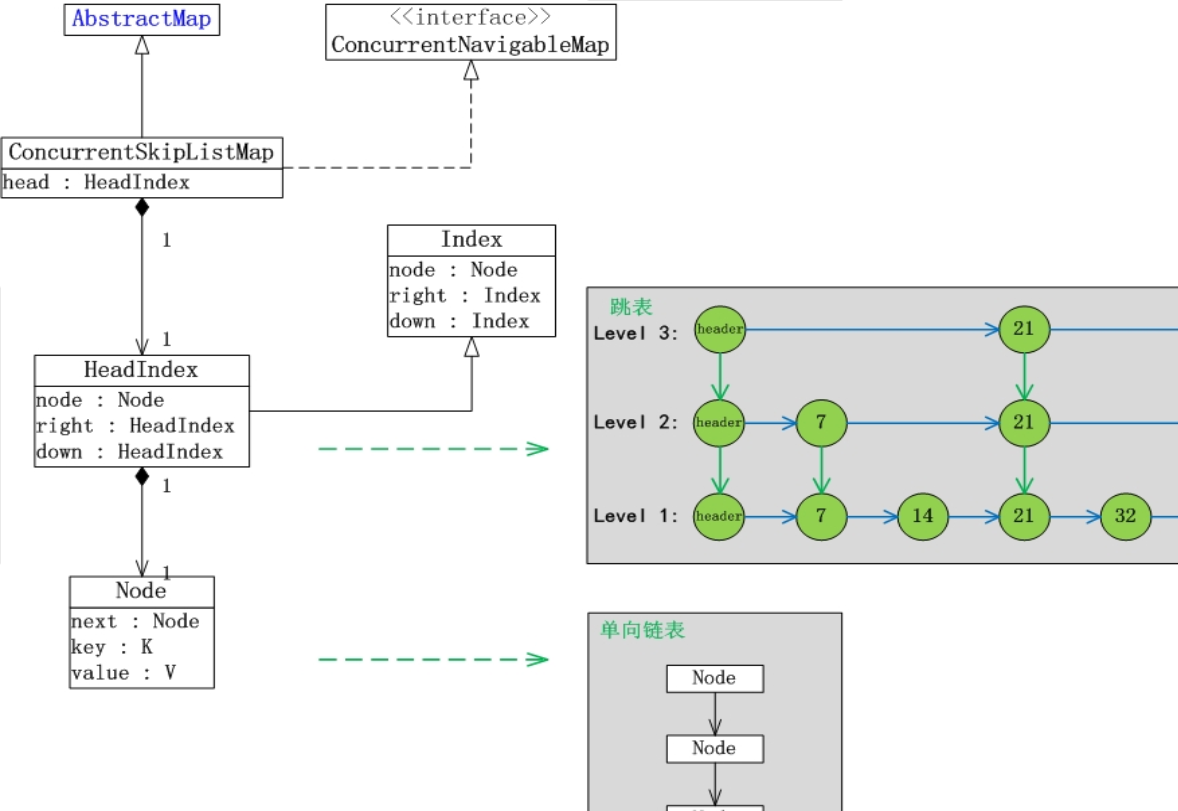 AbstractMap
<<interface>>
ConcurrentNavigableMap
ConcurrentSkipListMap
head : HeadIndex
1
1
Index
node : Node
right : Index
down : Index
HeadIndex
node : Node
right : HeadIndex
down : HeadIndex
1
1
Node
next : Node
key : K
value : V
跳表
Level 3: header 21
Level 2: header 7 21
Level 1: header 7 14 21 32
单向链表
Node
Node